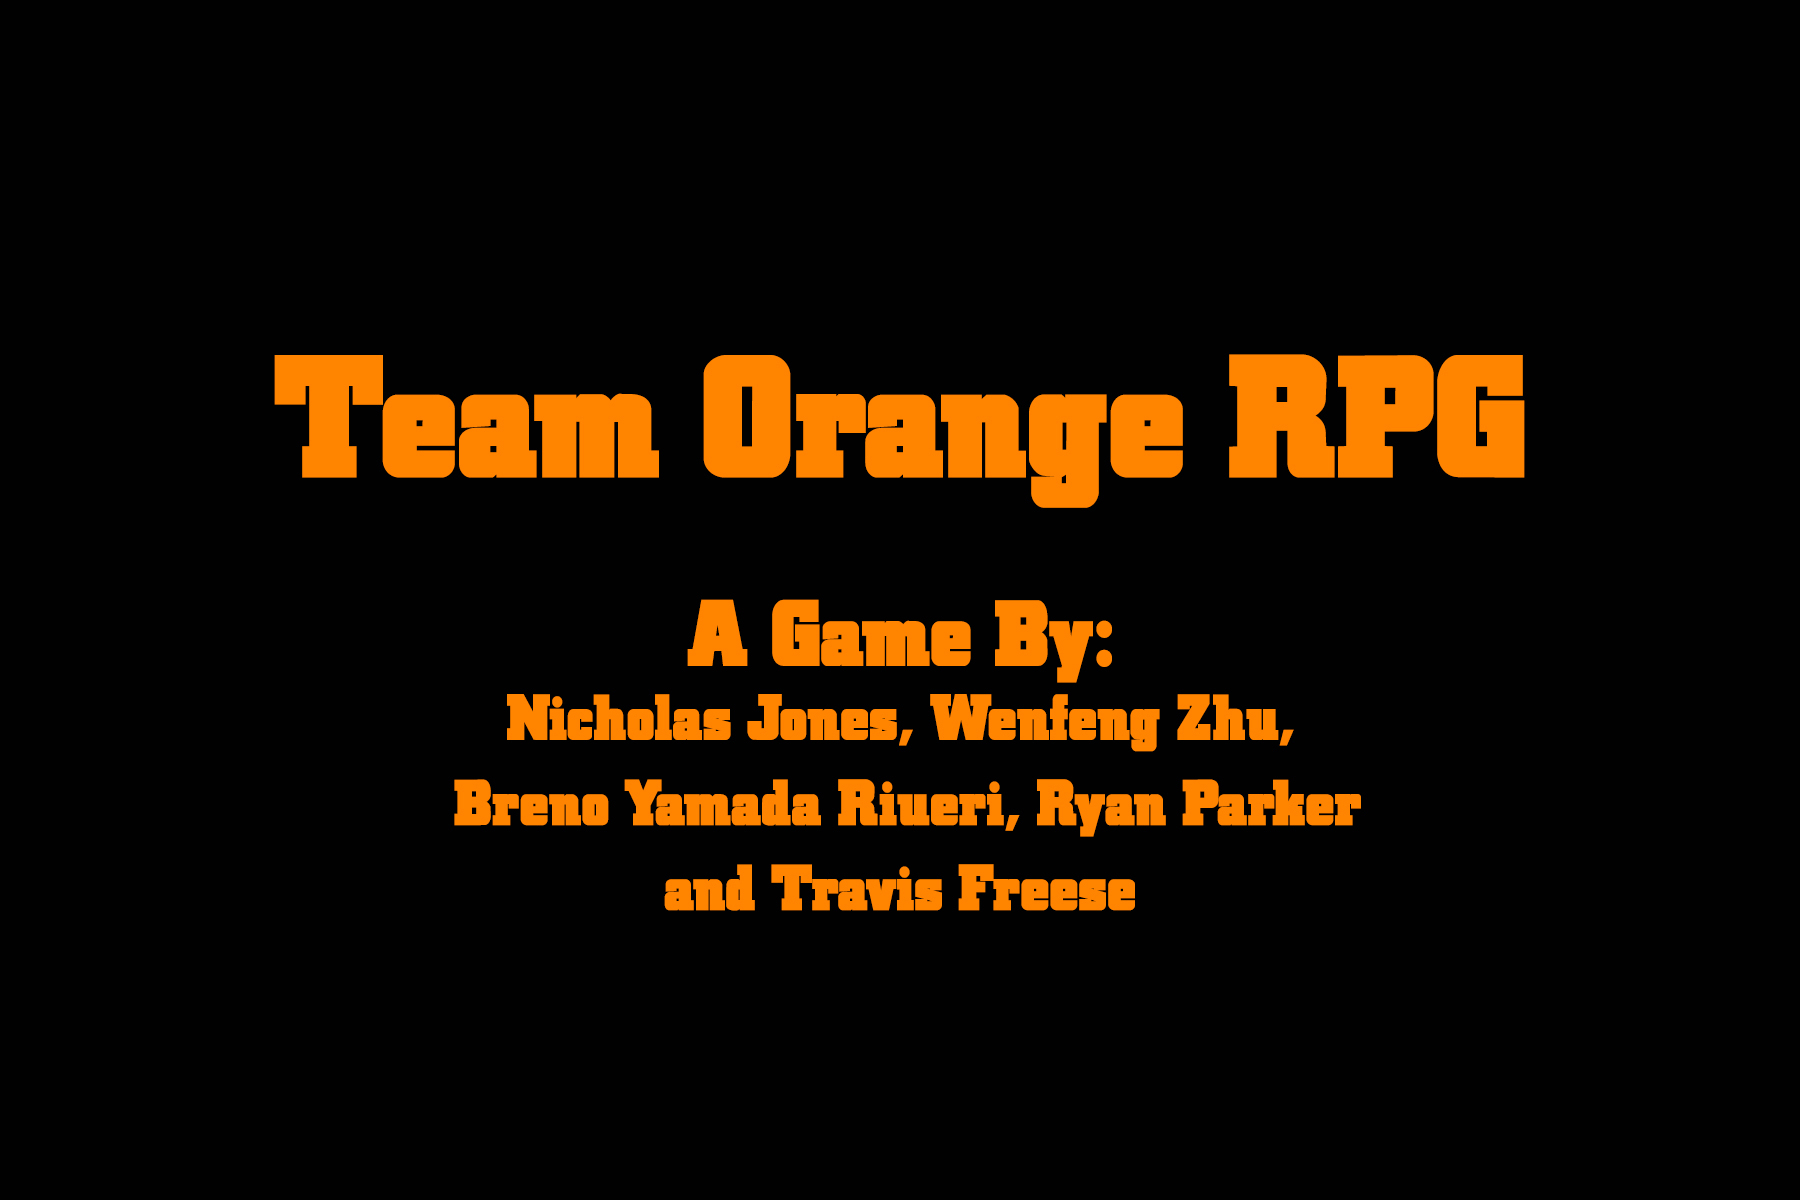 Team Orange RPG
A Game By:
Nicholas Jones, Wenfeng Zhu,
Breno Yamada Riueri, Ryan Parker
and Travis Freese